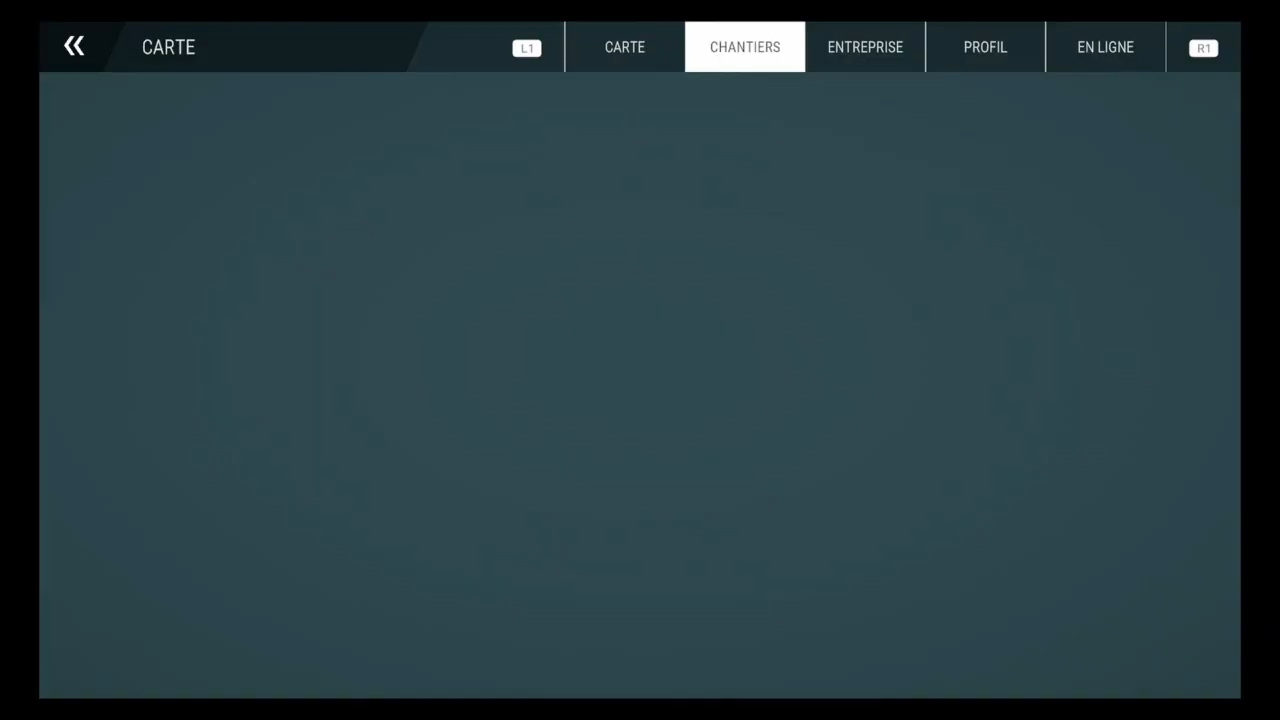 CARTE
L1
CARTE
CHANTIERS
ENTREPRISE
PROFIL
EN LIGNE
R1